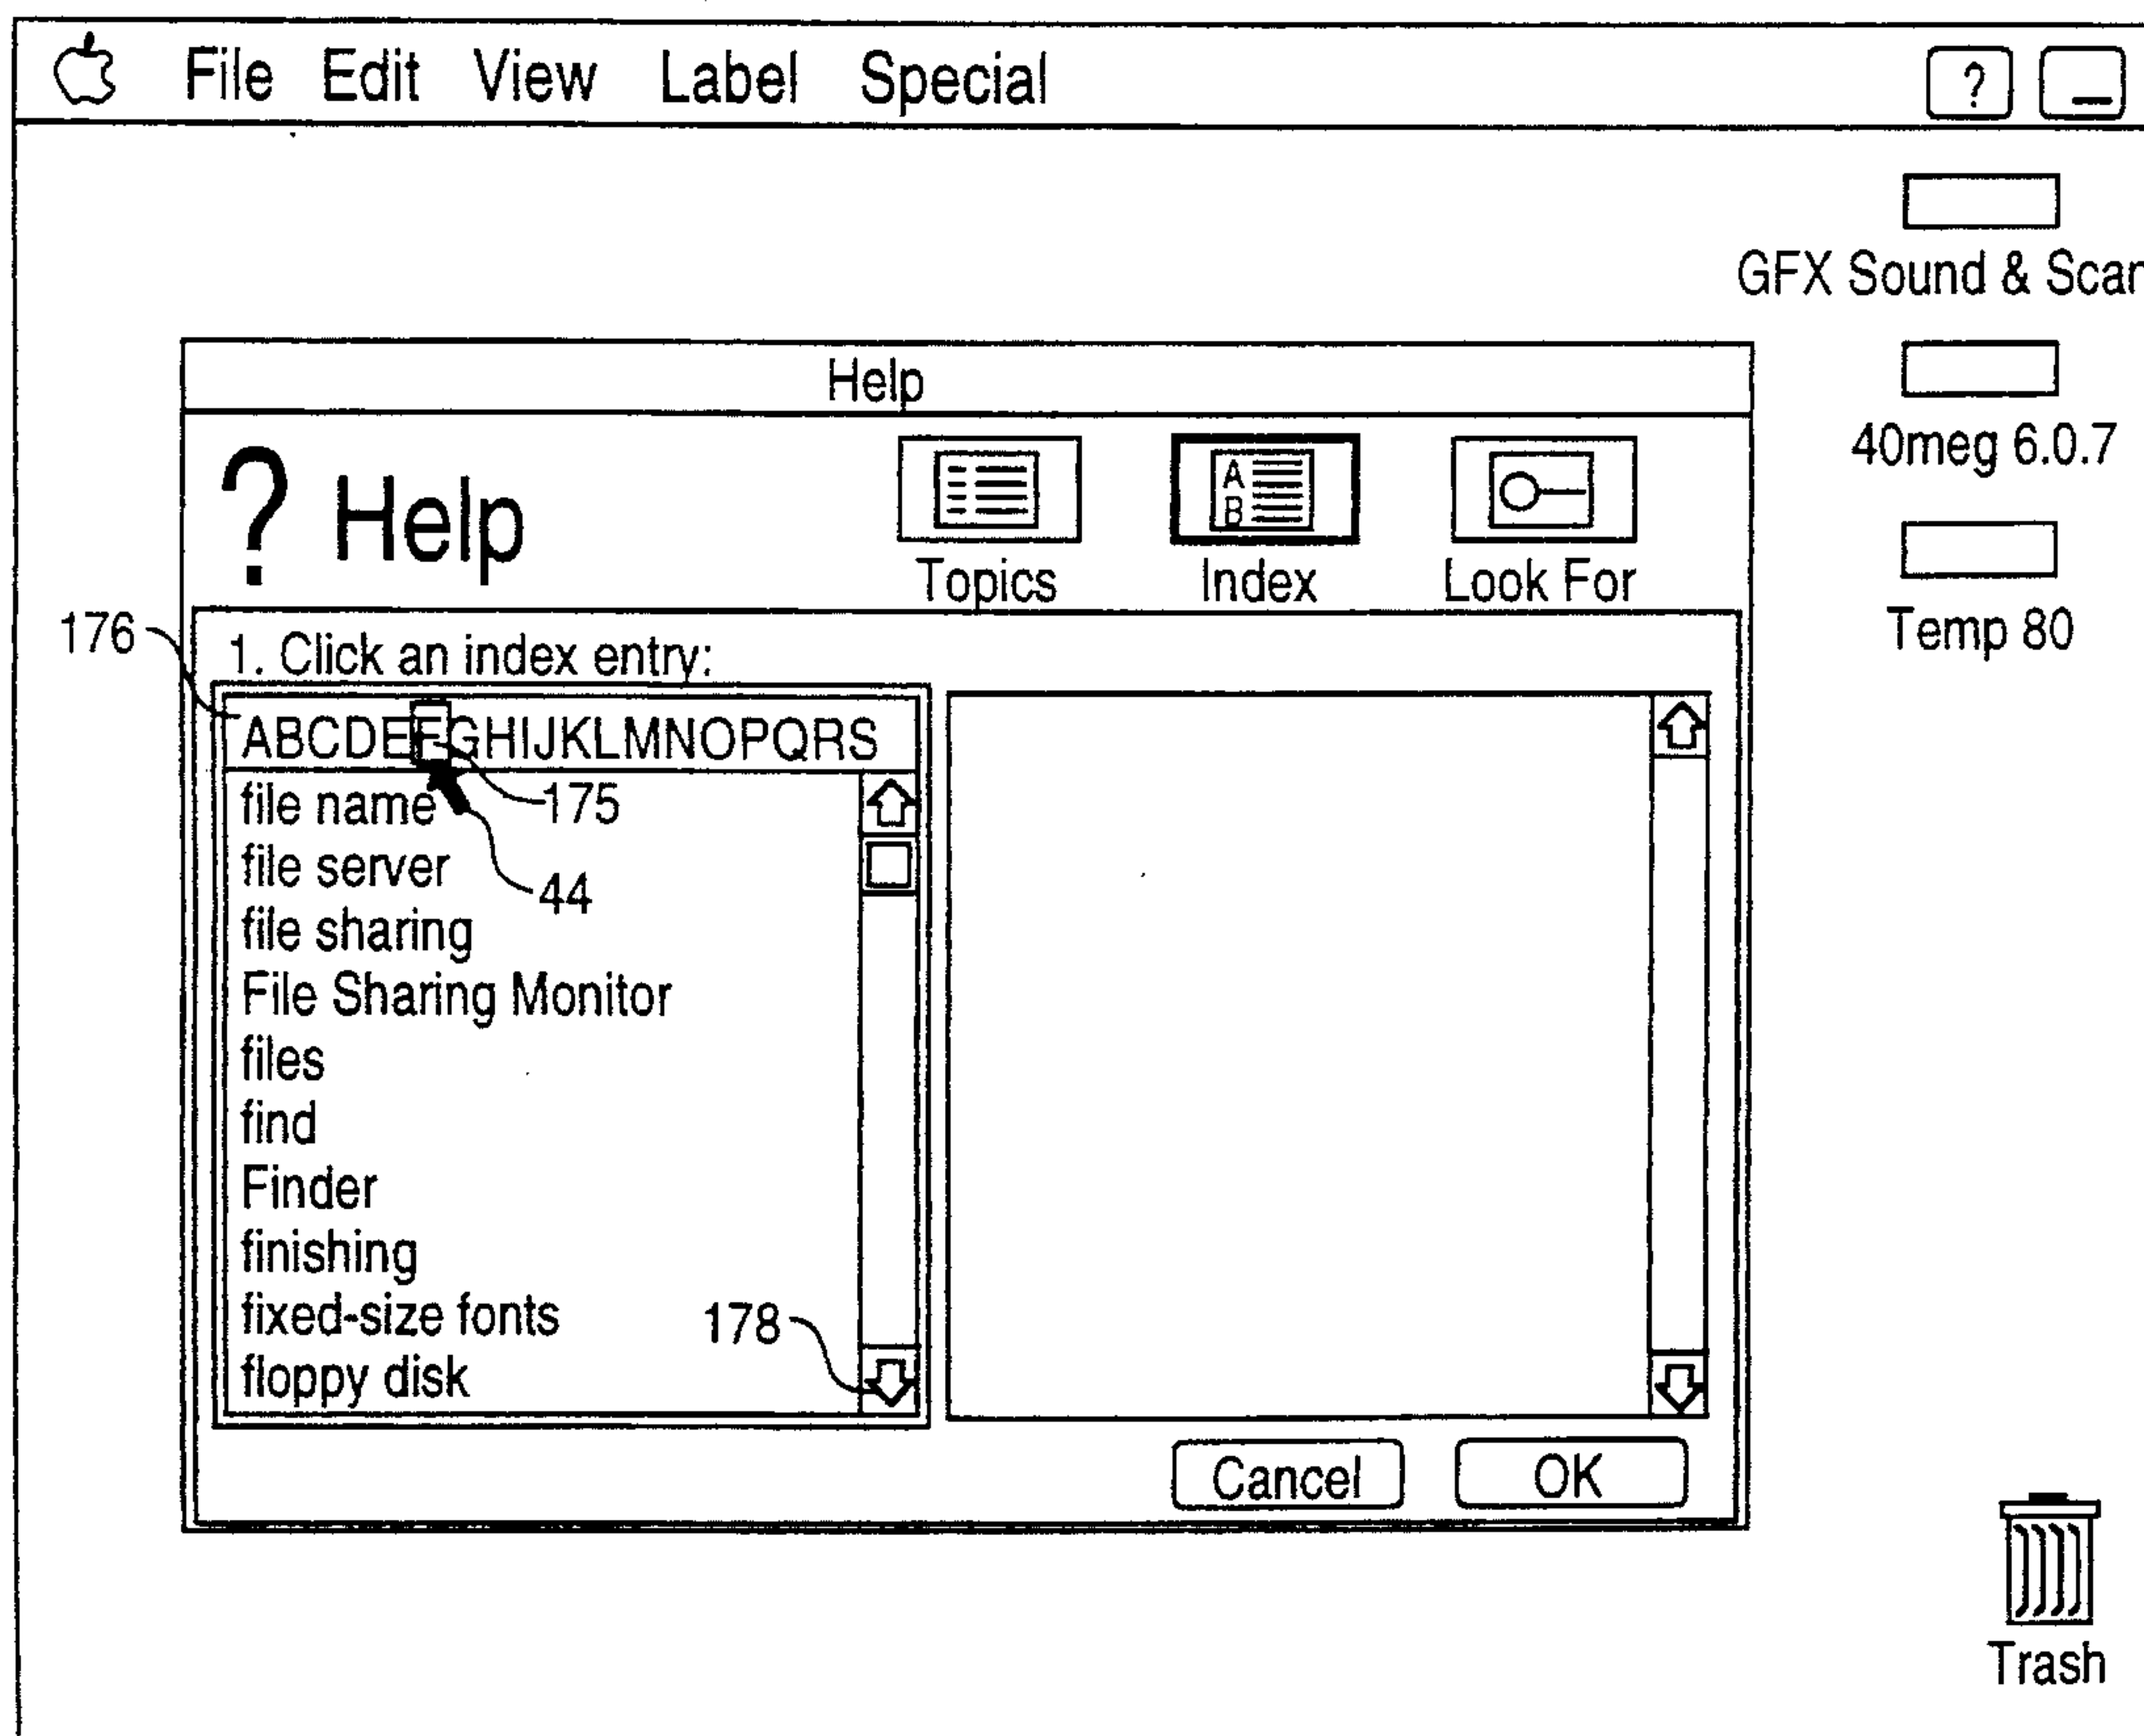 File Edit View Label Special ?
GFX Sound & Scan
40meg 6.0.7
Temp 80
Help
? Help
A
B
Topics Index Look For
176
1. Click an index entry:
ABCDEFGHIJKLMNOPQRS
file name
175
file server
44
file sharing
File Sharing Monitor
files
find
Finder
finishing
fixed-size fonts
178
floppy disk
Cancel OK
Trash